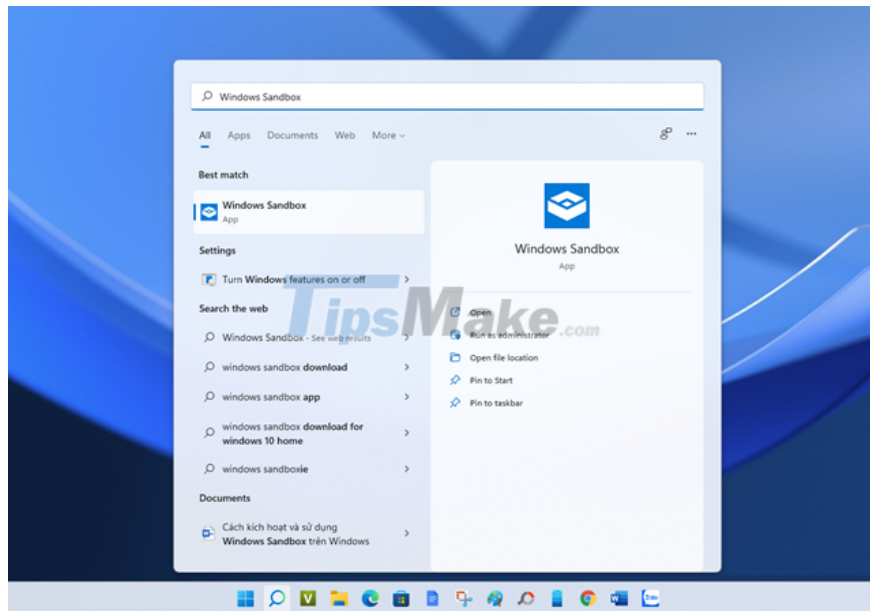 Windows Sandbox
All Apps Documents Web More
Best match
Windows Sandbox
App
Settings
Turn Windows features on or off
Search the web
Windows Sandbox - See web results
windows sandbox download
windows sandbox app
windows sandbox download for
windows 10 home
windows sandboxie
Documents
Cách kích hoạt và sử dụng
Windows Sandbox trên Windows
Windows Sandbox
App
Open
Run as administrator
Open file location
Pin to Start
Pin to taskbar
TipsMake.com
V
W
Zalo